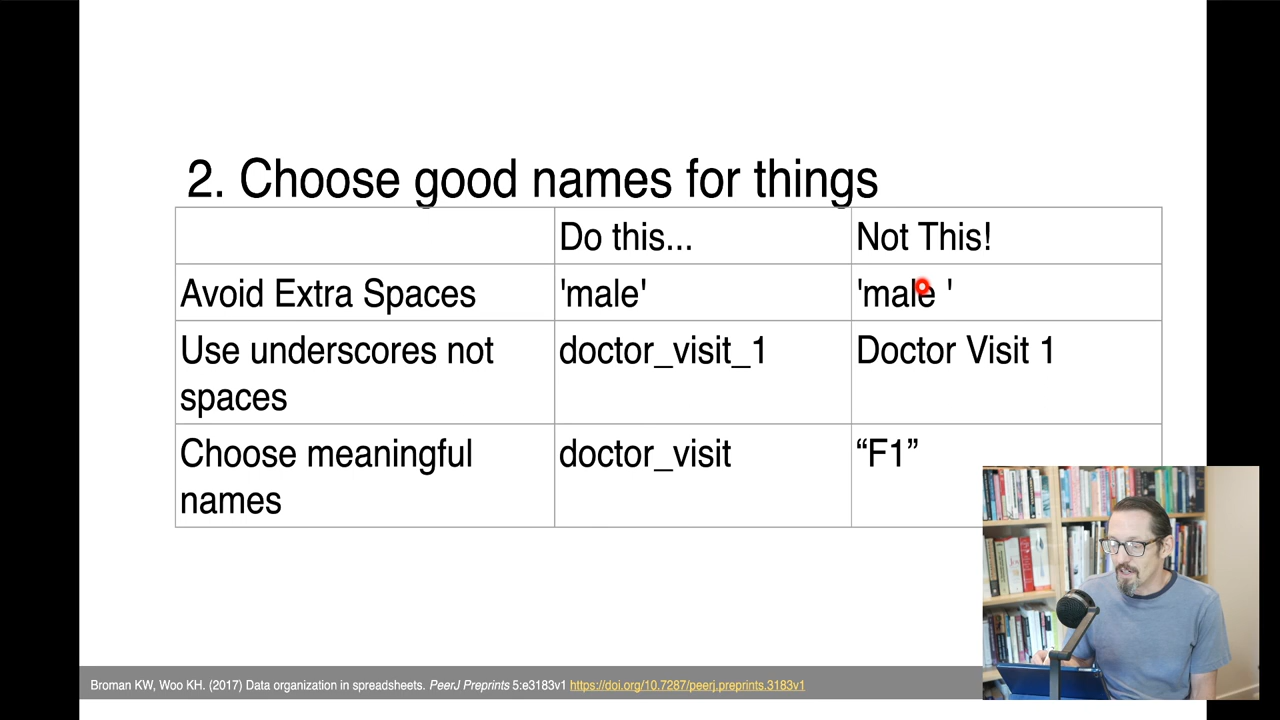 2. Choose good names for things
Do this...
Not This!
Avoid Extra Spaces
'male'
'male '
Use underscores not
spaces
doctor_visit_1
Doctor Visit 1
Choose meaningful
names
doctor_visit
“F1”
Broman KW, Woo KH. (2017) Data organization in spreadsheets. PeerJ Preprints 5:e3183v1 https://doi.org/10.7287/peerj.preprints.3183v1